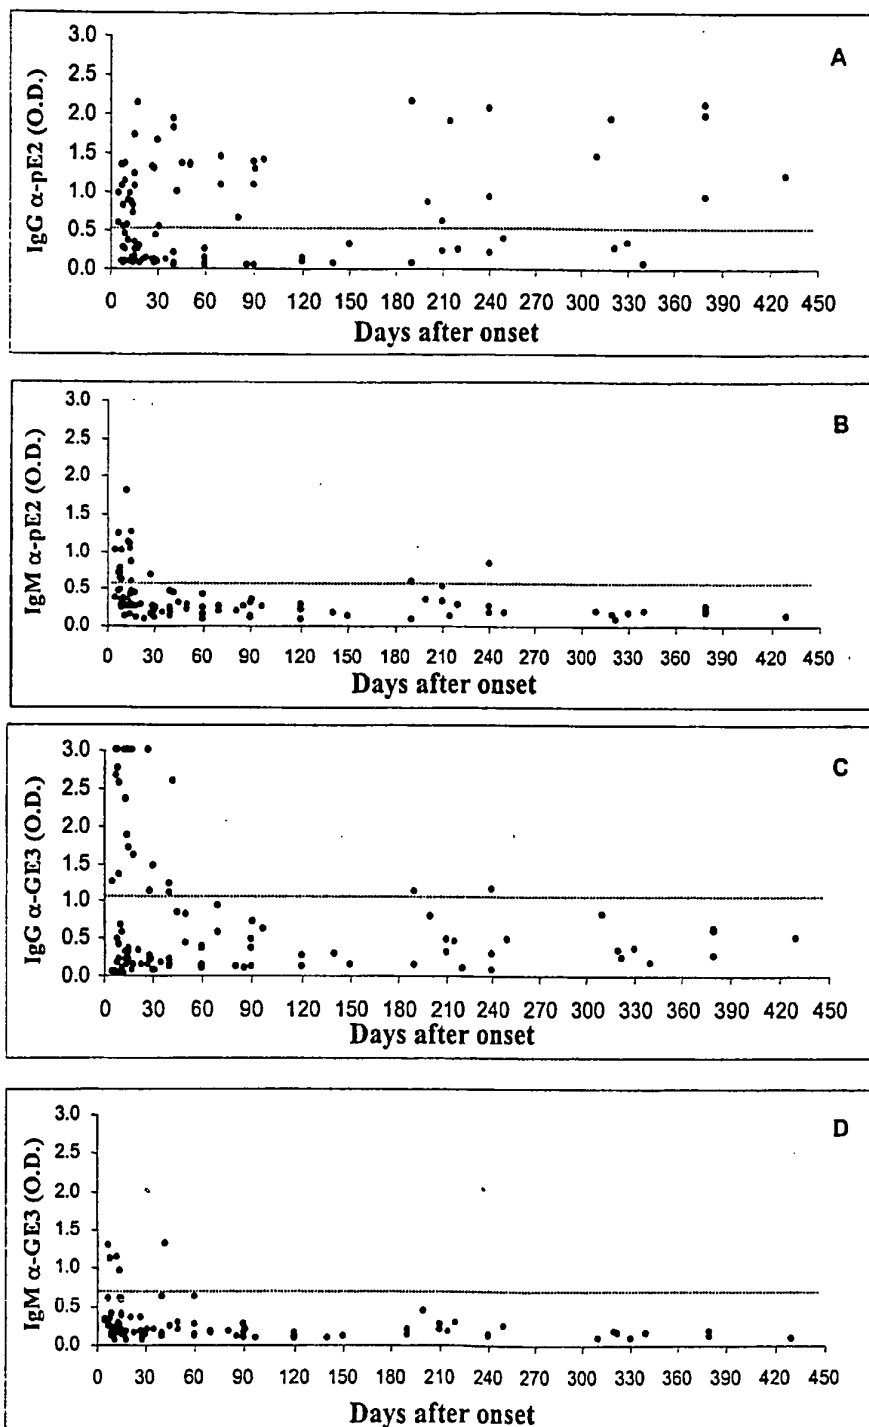 A
IgG α-pE2 (O.D.)
3.0
2.5
2.0
1.5
1.0
0.5
0.0
0 30 60 90 120 150 190 210 240 270 300 330 360 390 420 450
Days after onset
B
IgM α-pE2 (O.D.)
3.0
2.5
2.0
1.5
1.0
0.5
0.0
0 30 60 90 120 150 180 210 240 270 300 330 360 390 420 450
Days after onset
C
IgG α-GE3 (O.D.)
3.0
2.5
2.0
1.5
1.0
0.5
0.0
0 30 60 90 120 150 180 210 240 270 300 330 360 390 420 450
Days after onset
D
IgM α-GE3 (O.D.)
3.0
2.5
2.0
1.5
1.0
0.5
0.0
0 30 60 90 120 150 180 210 240 270 300 330 360 390 420 450
Days after onset